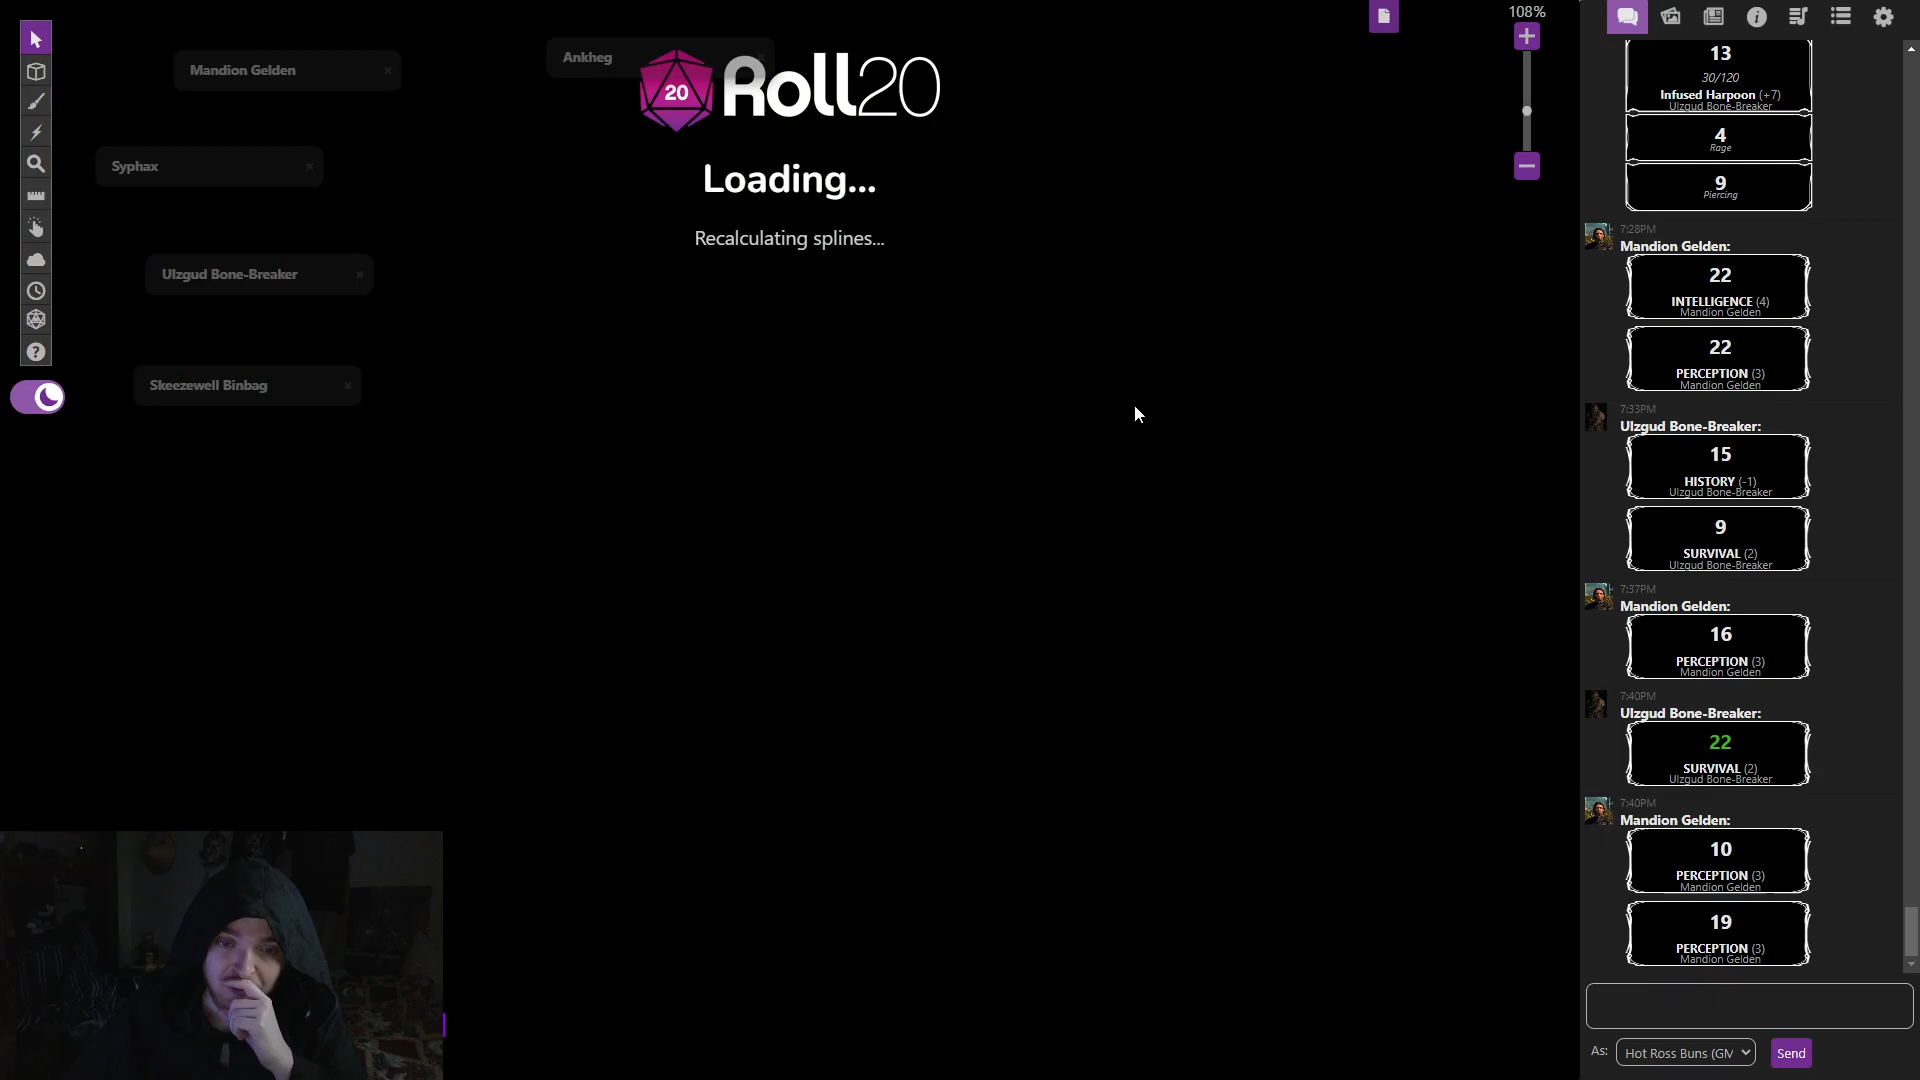 108%
Mandion Gelden ×
Ankheg ×
20 Roll20
Syphax ×
Loading...
Recalculating splines...
Ulzgud Bone-Breaker ×
Skeezewell Binbag ×
13
30/120
Infused Harpoon (+7)
Ulzgud Bone-Breaker
4
Rage
9
Piercing
7:28PM
Mandion Gelden:
22
INTELLIGENCE (4)
Mandion Gelden
22
PERCEPTION (3)
Mandion Gelden
7:33PM
Ulzgud Bone-Breaker:
15
HISTORY (-1)
Ulzgud Bone-Breaker
9
SURVIVAL (2)
Ulzgud Bone-Breaker
7:37PM
Mandion Gelden:
16
PERCEPTION (3)
Mandion Gelden
7:40PM
Ulzgud Bone-Breaker:
22
SURVIVAL (2)
Ulzgud Bone-Breaker
7:40PM
Mandion Gelden:
10
PERCEPTION (3)
Mandion Gelden
19
PERCEPTION (3)
Mandion Gelden
As: Hot Ross Buns (GM Send